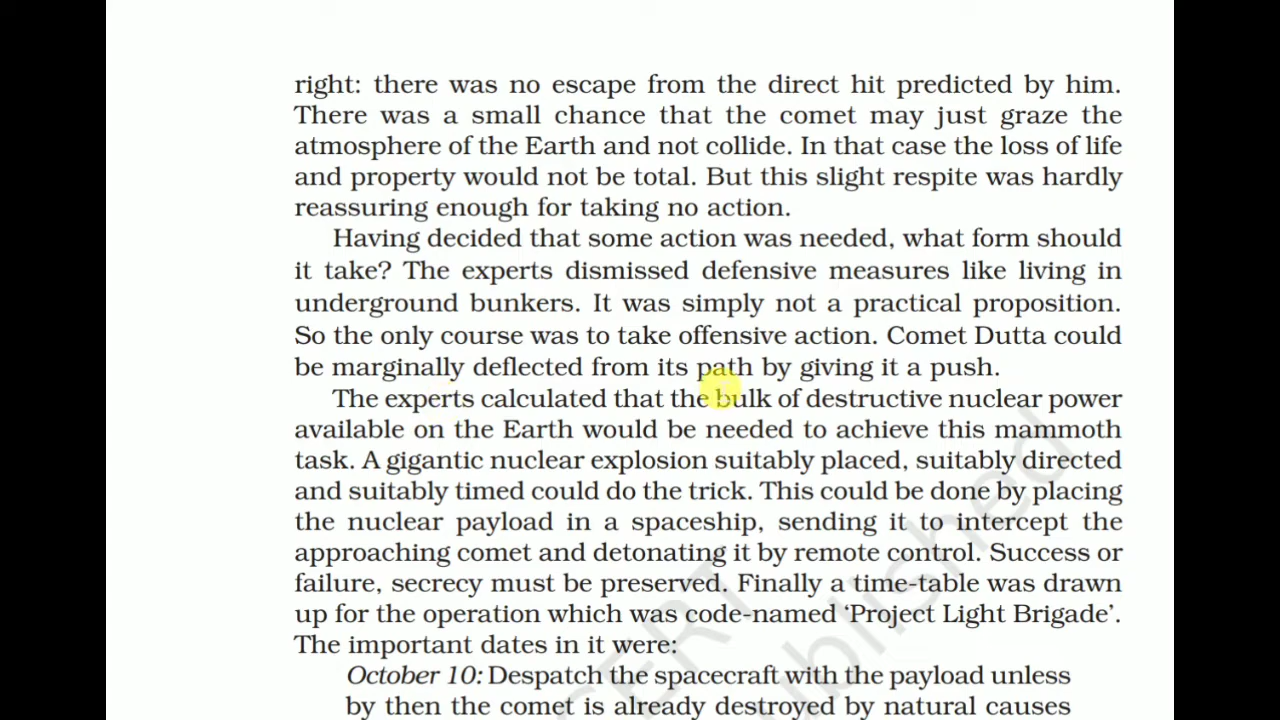 right: there was no escape from the direct hit predicted by him.
There was a small chance that the comet may just graze the
atmosphere of the Earth and not collide. In that case the loss of life
and property would not be total. But this slight respite was hardly
reassuring enough for taking no action.
Having decided that some action was needed, what form should
it take? The experts dismissed defensive measures like living in
underground bunkers. It was simply not a practical proposition.
So the only course was to take offensive action. Comet Dutta could
be marginally deflected from its path by giving it a push.
The experts calculated that the bulk of destructive nuclear power
available on the Earth would be needed to achieve this mammoth
task. A gigantic nuclear explosion suitably placed, suitably directed
and suitably timed could do the trick. This could be done by placing
the nuclear payload in a spaceship, sending it to intercept the
approaching comet and detonating it by remote control. Success or
failure, secrecy must be preserved. Finally a time-table was drawn
up for the operation which was code-named ‘Project Light Brigade’.
The important dates in it were:
October 10: Despatch the spacecraft with the payload unless
by then the comet is already destroyed by natural causes